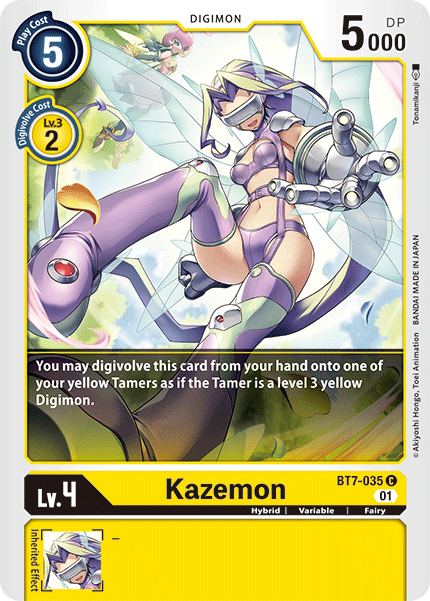 Play Cost
5
DIGIMON
DP
5000
Digivolve Cost
Lv.3
2
Tonamikanji
You may digivolve this card from your hand onto one of
your yellow Tamers as if the Tamer is a level 3 yellow
Digimon.
© Akiyoshi Hongo, Toei Animation BANDAI MADE IN JAPAN
Lv.4
Kazemon
BT7-035 C
01
Hybrid | Variable | Fairy
Inherited Effect
–